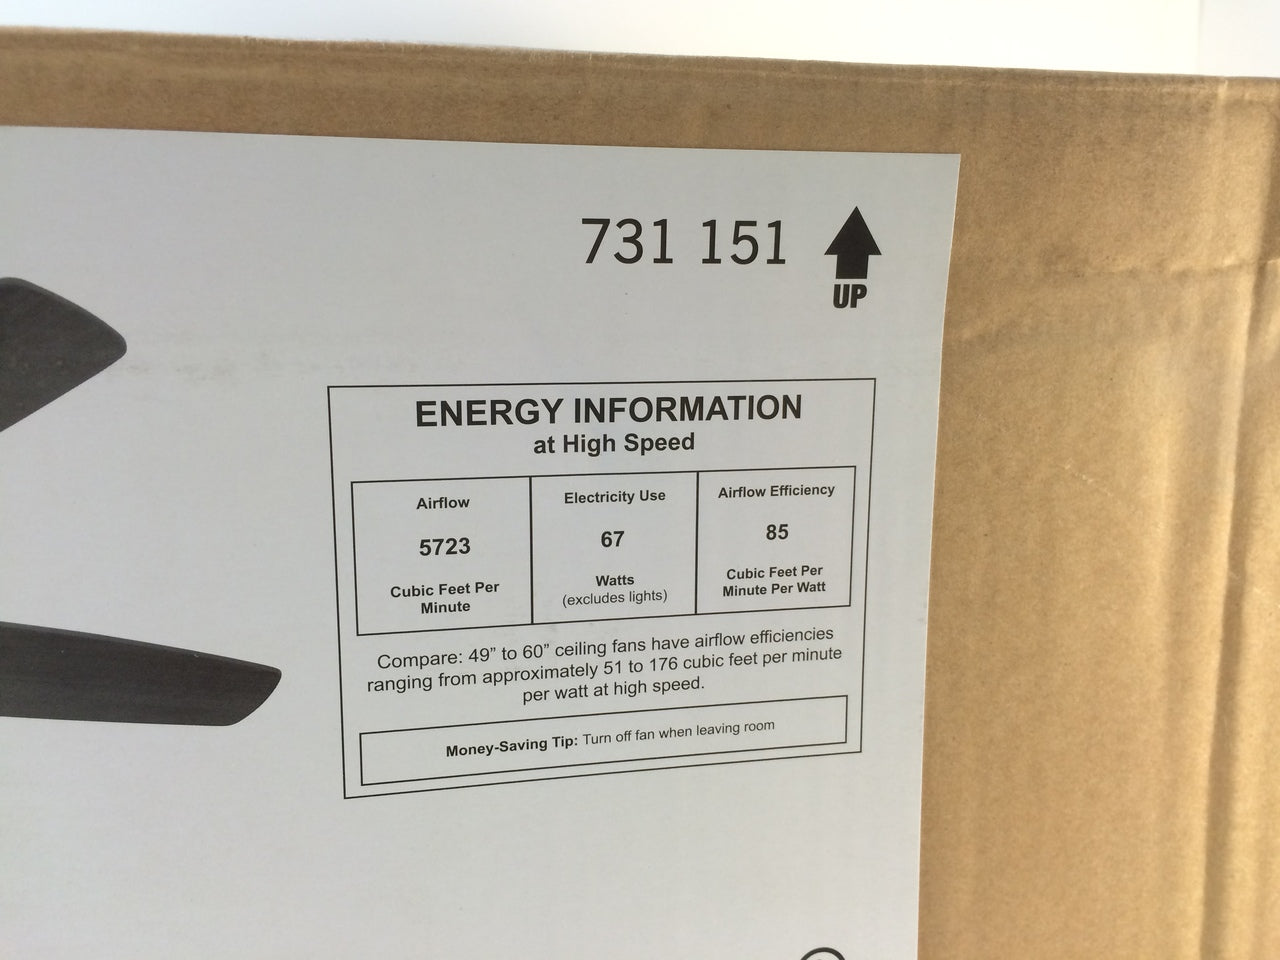 731 151
UP
ENERGY INFORMATION
at High Speed
Airflow
5723
Cubic Feet Per
Minute
Electricity Use
67
Watts
(excludes lights)
Airflow Efficiency
85
Cubic Feet Per
Minute Per Watt
Compare: 49” to 60” ceiling fans have airflow efficiencies
ranging from approximately 51 to 176 cubic feet per minute
per watt at high speed.
Money-Saving Tip: Turn off fan when leaving room